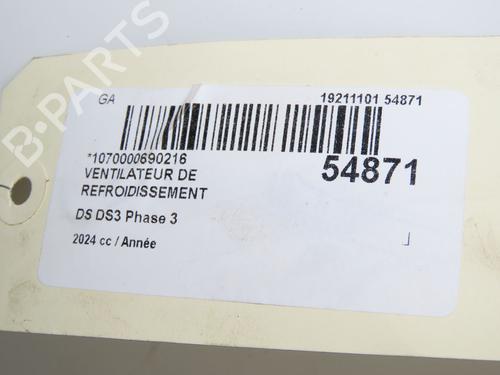 GA
19211101 54871
*1070000690216
54871
VENTILATEUR DE
REFROIDISSEMENT
DS DS3 Phase 3
2024 cc / Année
B-PARTS